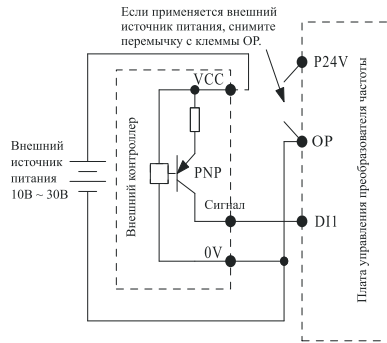 Если применяется внешний
источник питания, снимите
перемычку с клеммы OP.
P24V
VCC
OP
Внешний
источник
питания
10В ~ 30В
Внешний контроллер
PNP
Сигнал
DI1
0V
Плата управления преобразователя частоты